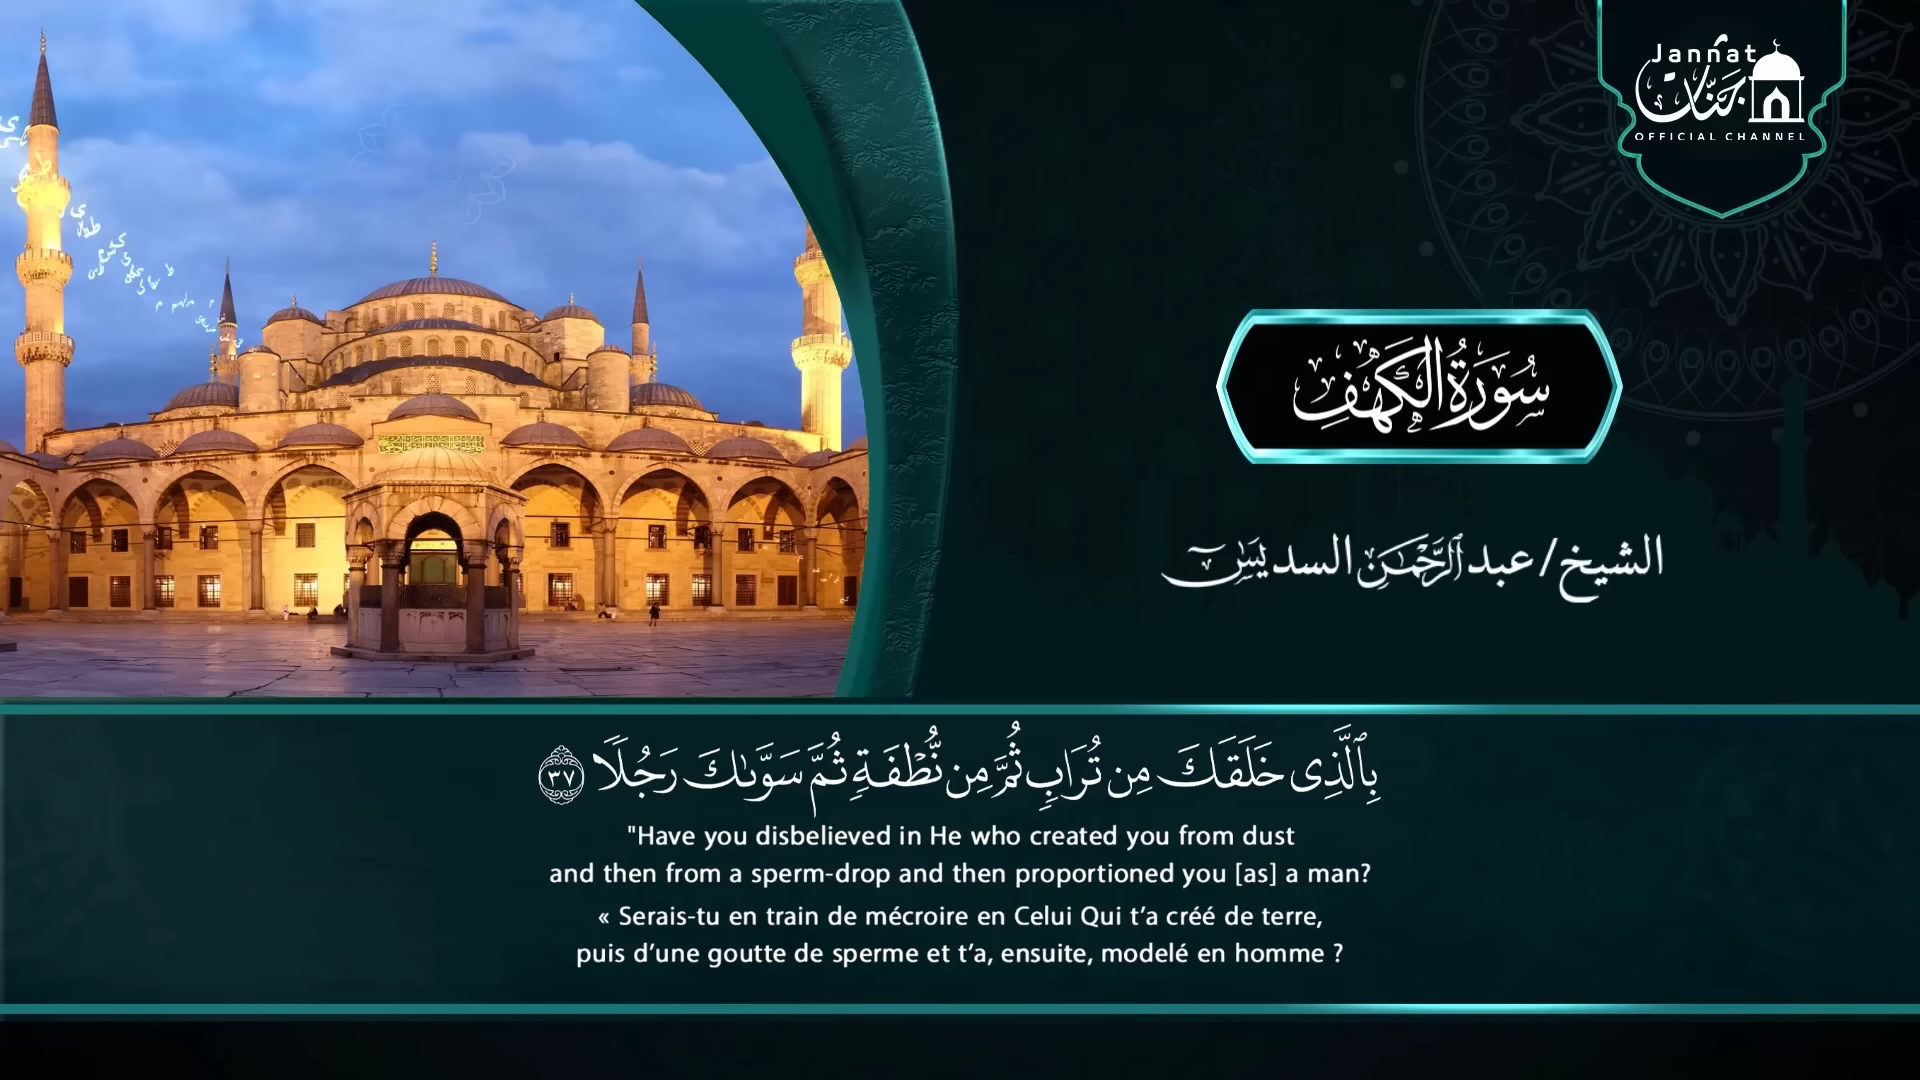 Jannat
جنات
OFFICIAL CHANNEL
سُورَةُ الْكَهْفِ
الشيخ/عبد الرَّحْمَٰن السديس
بِٱلَّذِى خَلَقَكَ مِن تُرَابٍ ثُمَّ مِن نُّطْفَةٍ ثُمَّ سَوَّىٰكَ رَجُلًا ٣٧
"Have you disbelieved in He who created you from dust
and then from a sperm-drop and then proportioned you [as] a man?
« Serais-tu en train de mécroire en Celui Qui t’a créé de terre,
puis d’une goutte de sperme et t’a, ensuite, modelé en homme ?